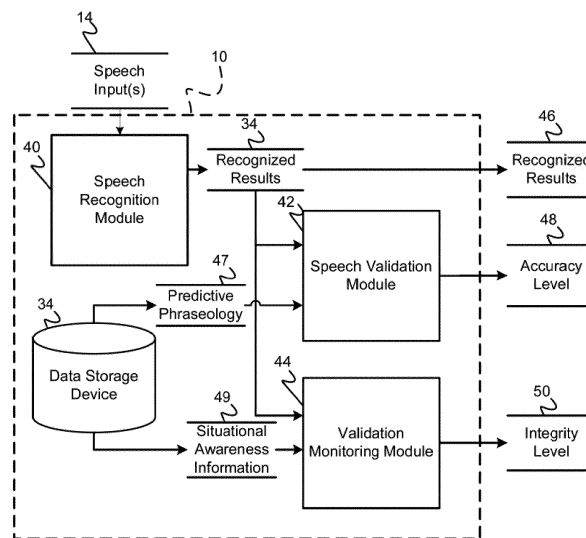 14
Speech
Input(s)
10
40
Speech
Recognition
Module
34
Recognized
Results
46
Recognized
Results
42
Speech Validation
Module
48
Accuracy
Level
47
Predictive
Phraseology
34
Data Storage
Device
44
Validation
Monitoring Module
49
Situational
Awareness
Information
50
Integrity
Level